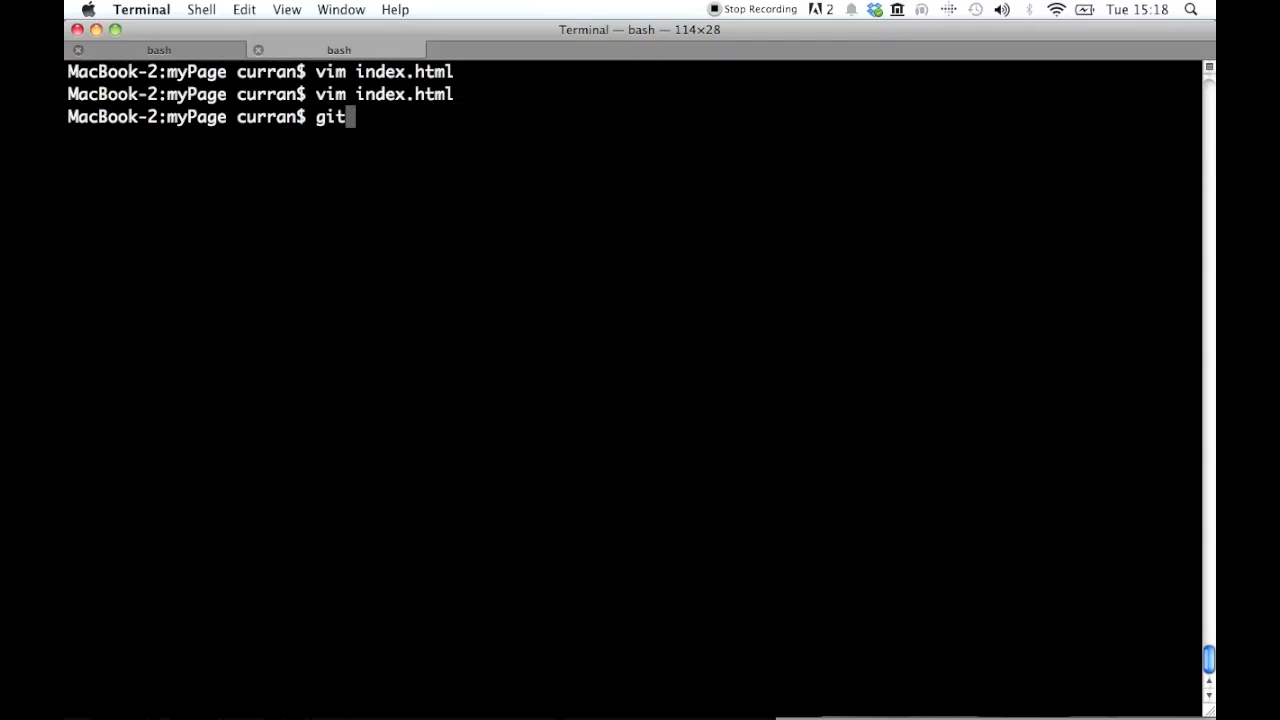 Terminal Shell Edit View Window Help Stop Recording 2 Tue 15:18
Terminal — bash — 114×28
bash bash
MacBook-2:myPage curran$ vim index.html
MacBook-2:myPage curran$ vim index.html
MacBook-2:myPage curran$ git